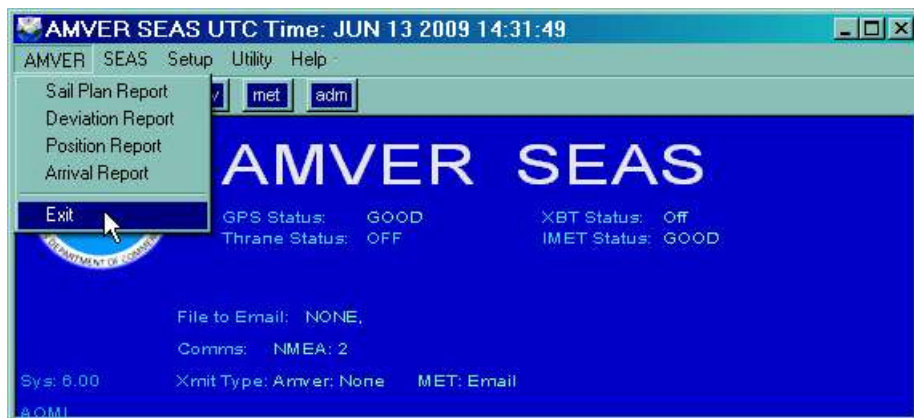 AMVER SEAS UTC Time: JUN 13 2009 14:31:49
AMVER SEAS Setup Utility Help
met adm
Sail Plan Report
Deviation Report
Position Report
Arrival Report
Exit
AMVER SEAS
GPS Status: GOOD XBT Status: Off
Thrane Status: OFF IMET Status: GOOD
DEPARTMENT OF COMM
File to Email: NONE,
Comms: NMEA: 2
Sys: 6.00 Xmit Type: Amver: None MET: Email